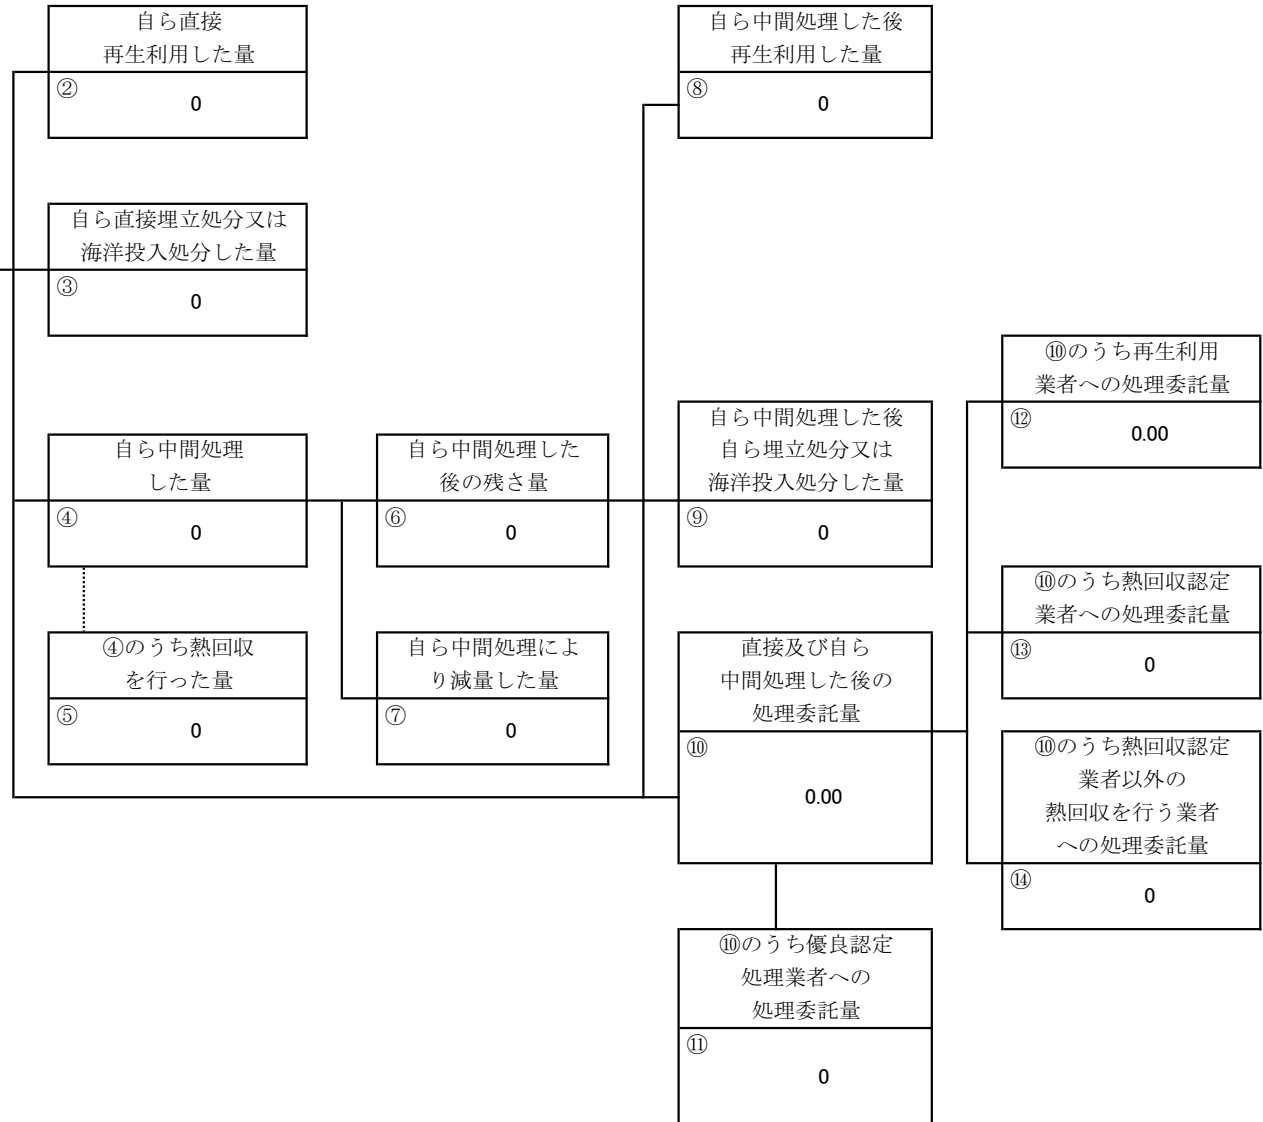 自ら直接
再生利用した量
②
0
自ら中間処理した後
再生利用した量
⑧
0
自ら直接埋立処分又は
海洋投入処分した量
③
0
⑩のうち再生利用
業者への処理委託量
⑫
0.00
自ら中間処理
した量
④
0
自ら中間処理した
後の残さ量
⑥
0
自ら中間処理した後
自ら埋立処分又は
海洋投入処分した量
⑨
0
⑩のうち熱回収認定
業者への処理委託量
⑬
0
④のうち熱回収
を行った量
⑤
0
自ら中間処理によ
り減量した量
⑦
0
直接及び自ら
中間処理した後の
処理委託量
⑩
0.00
⑩のうち熱回収認定
業者以外の
熱回収を行う業者
への処理委託量
⑭
0
⑩のうち優良認定
処理業者への
処理委託量
⑪
0